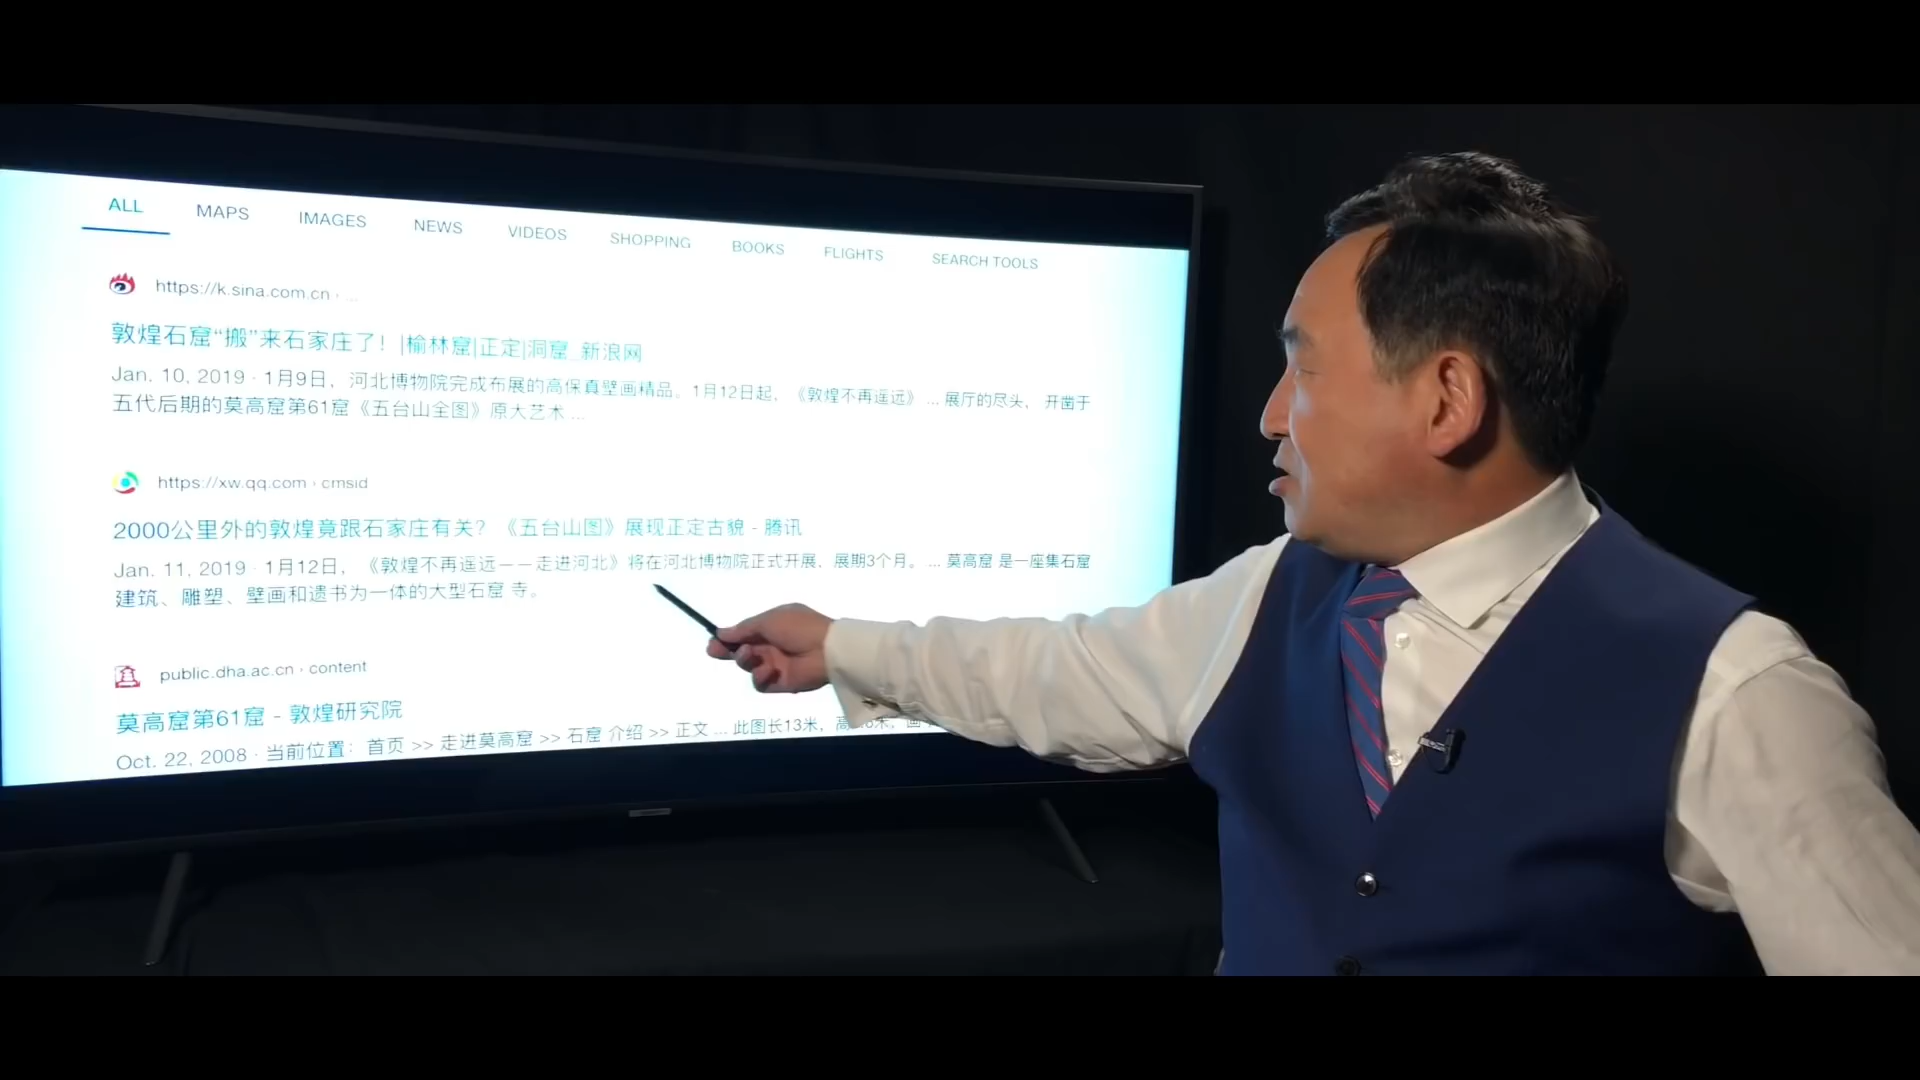 ALL MAPS IMAGES NEWS VIDEOS SHOPPING BOOKS FLIGHTS SEARCH TOOLS
https://k.sina.com.cn › ...
敦煌石窟“搬”来石家庄了！|榆林窟|正定|洞窟_新浪网
Jan. 10, 2019 · 1月9日，河北博物院完成布展的高保真壁画精品。1月12日起，《敦煌不再遥远》 ... 展厅的尽头， 开凿于
五代后期的莫高窟第61窟《五台山全图》原大艺术 ...
https://xw.qq.com › cmsid
2000公里外的敦煌竟跟石家庄有关？《五台山图》展现正定古貌 - 腾讯
Jan. 11, 2019 · 1月12日，《敦煌不再遥远——走进河北》将在河北博物院正式开展，展期3个月。 ... 莫高窟 是一座集石窟
建筑、雕塑、壁画和遗书为一体的大型石窟 寺。
public.dha.ac.cn › content
莫高窟第61窟 - 敦煌研究院
Oct. 22, 2008 · 当前位置：首页 >> 走进莫高窟 >> 石窟 介绍 >> 正文 ... 此图长13米，高